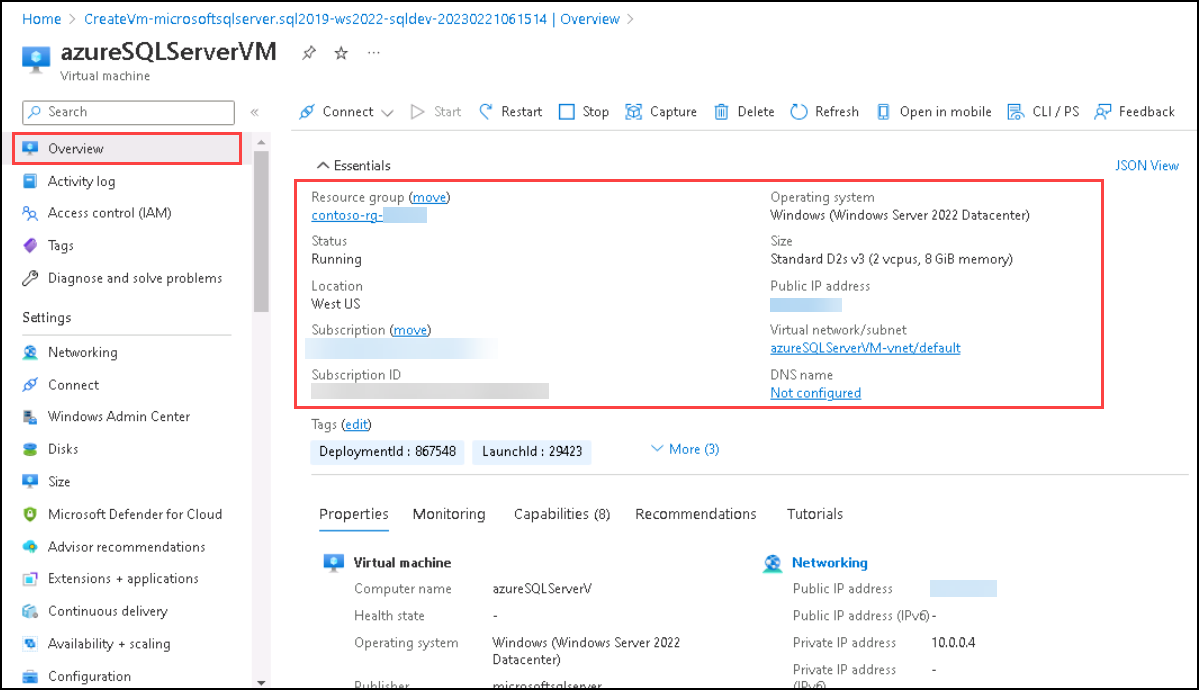 Home > CreateVm-microsoftsqlserver.sql2019-ws2022-sqldev-20230221061514 | Overview >
azureSQLServerVM
Virtual machine
Search
«
Connect
Start
Restart
Stop
Capture
Delete
Refresh
Open in mobile
CLI / PS
Feedback
Overview
Activity log
Access control (IAM)
Tags
Diagnose and solve problems
Settings
Networking
Connect
Windows Admin Center
Disks
Size
Microsoft Defender for Cloud
Advisor recommendations
Extensions + applications
Continuous delivery
Availability + scaling
Configuration
Essentials
JSON View
Resource group (move)
contoso-rg-
Status
Running
Location
West US
Subscription (move)
Subscription ID
Operating system
Windows (Windows Server 2022 Datacenter)
Size
Standard D2s v3 (2 vcpus, 8 GiB memory)
Public IP address
Virtual network/subnet
azureSQLServerVM-vnet/default
DNS name
Not configured
Tags (edit)
DeploymentId : 867548
LaunchId : 29423
More (3)
Properties
Monitoring
Capabilities (8)
Recommendations
Tutorials
Virtual machine
Computer name azureSQLServerV
Health state -
Operating system Windows (Windows Server 2022
Datacenter)
Publisher microsoftsqlserver
Networking
Public IP address
Public IP address (IPv6) -
Private IP address 10.0.0.4
Private IP address -
(IPv6)